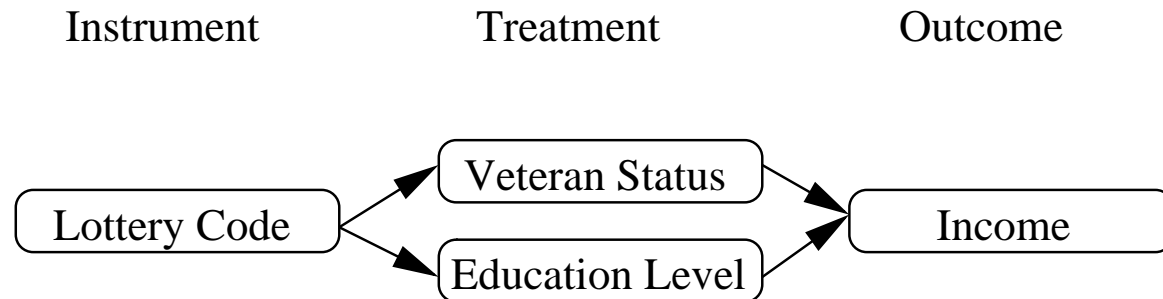 Instrument
Treatment
Outcome
Veteran Status
Lottery Code
Income
Education Level